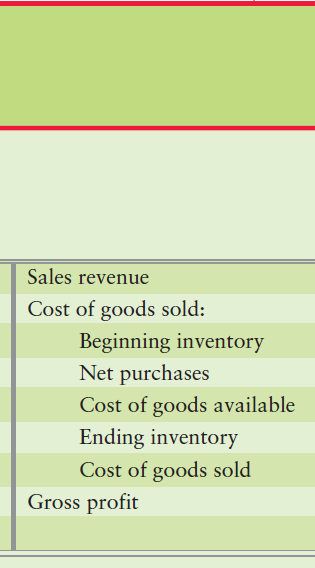 Sales revenue
Cost of goods sold:
Beginning inventory
Net purchases
Cost of goods available
Ending inventory
Cost of goods sold
Gross profit